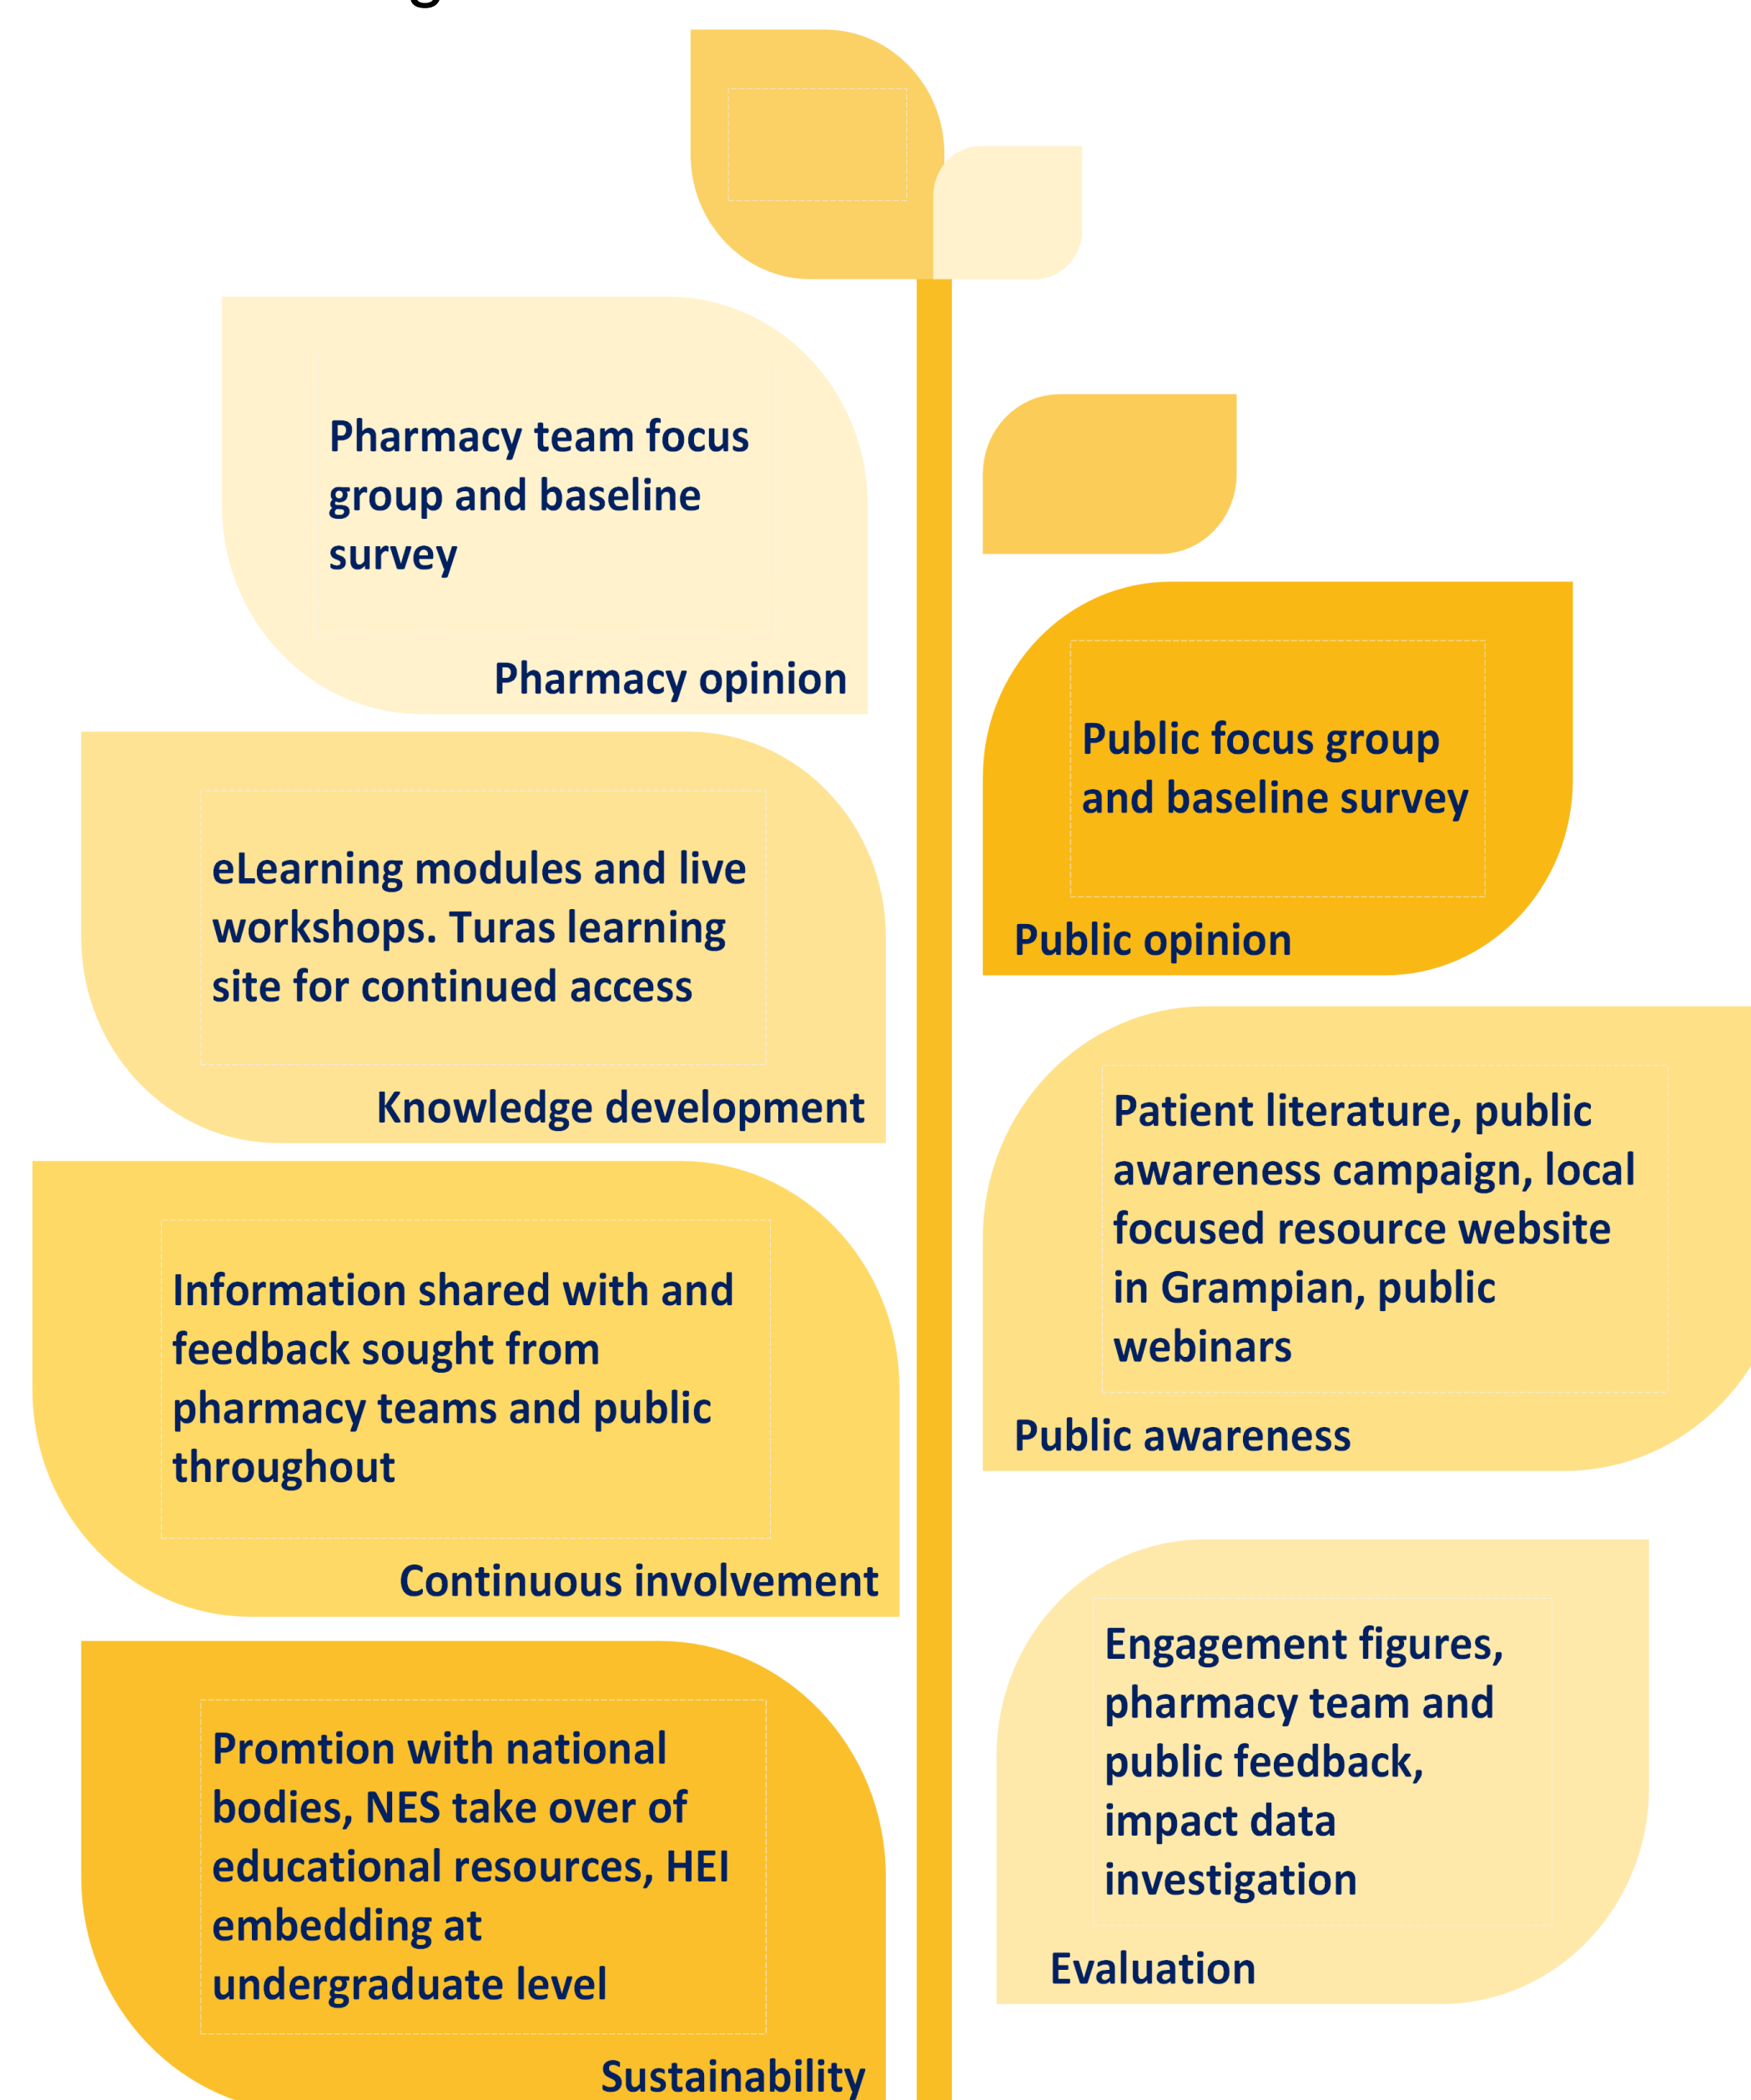 Pharmacy team focus
group and baseline
survey
Pharmacy opinion
Public focus group
and baseline survey
Public opinion
eLearning modules and live
workshops. Turas learning
site for continued access
Knowledge development
Patient literature, public
awareness campaign, local
focused resource website
in Grampian, public
webinars
Public awareness
Information shared with and
feedback sought from
pharmacy teams and public
throughout
Continuous involvement
Engagement figures,
pharmacy team and
public feedback,
impact data
investigation
Evaluation
Promtion with national
bodies, NES take over of
educational resources, HEI
embedding at
undergraduate level
Sustainability